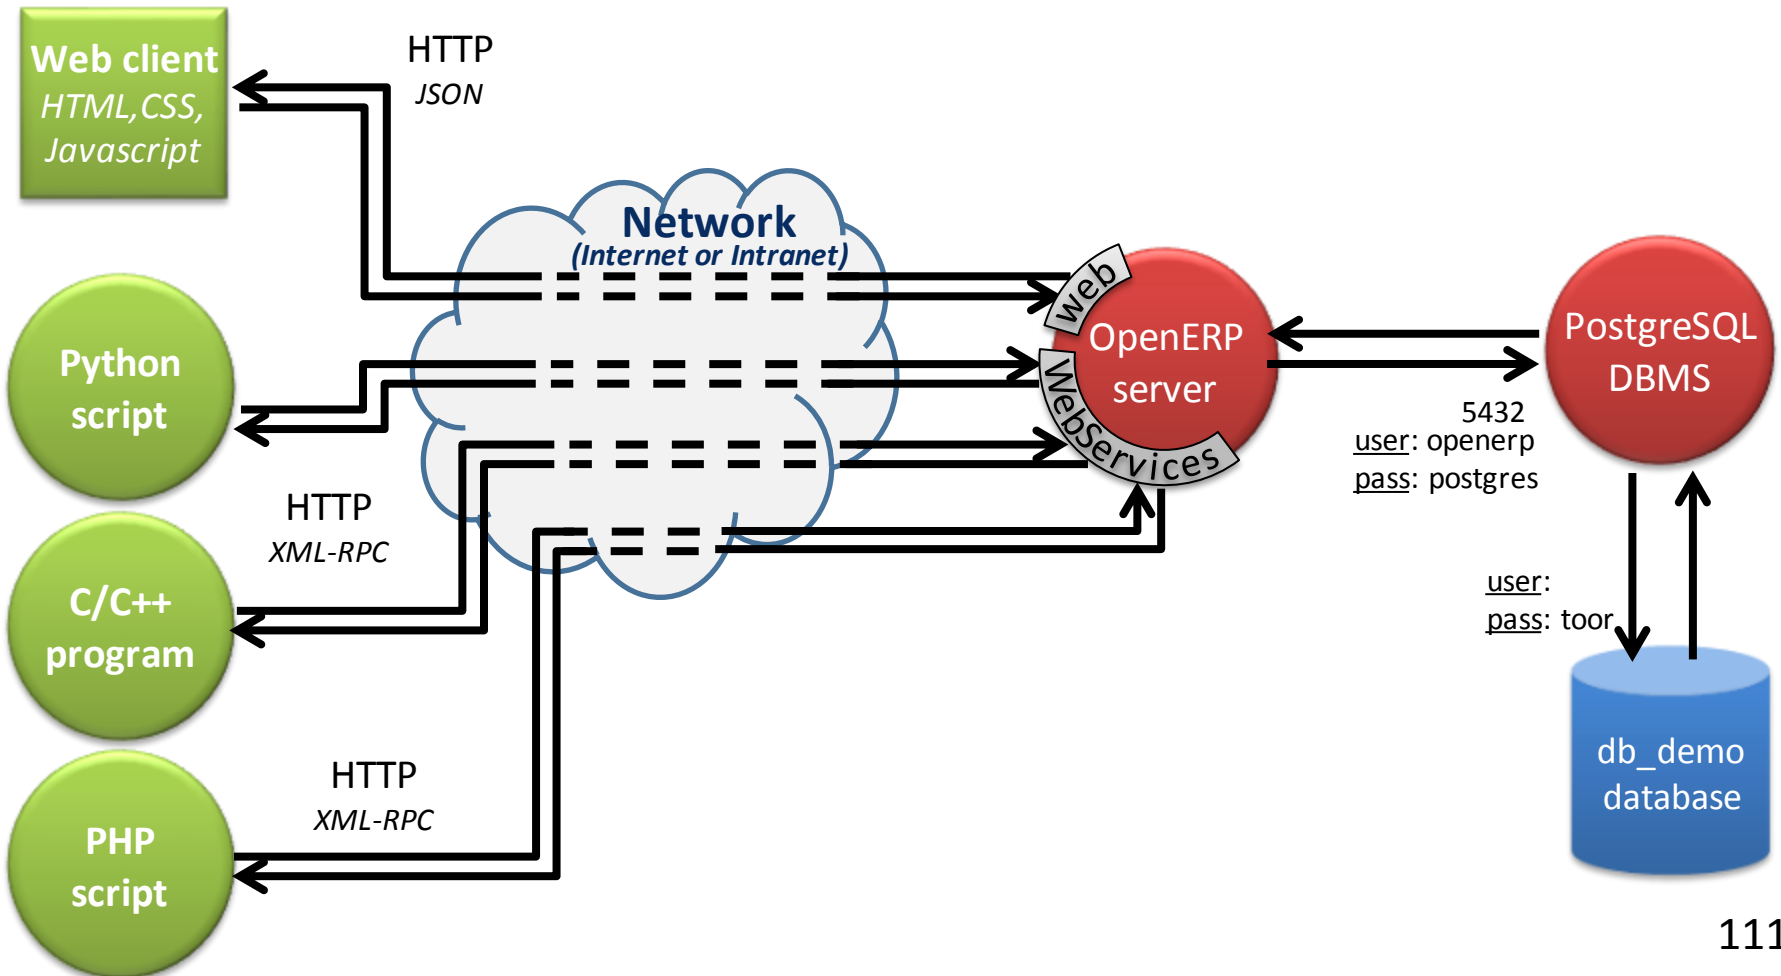 Web client
HTML,CSS,
Javascript
HTTP
JSON
Network
(Internet or Intranet)
web
OpenERP
server
WebServices
PostgreSQL
DBMS
5432
user: openerp
pass: postgres
Python
script
HTTP
XML-RPC
C/C++
program
user:
pass: toor
db_demo
database
HTTP
XML-RPC
PHP
script
111